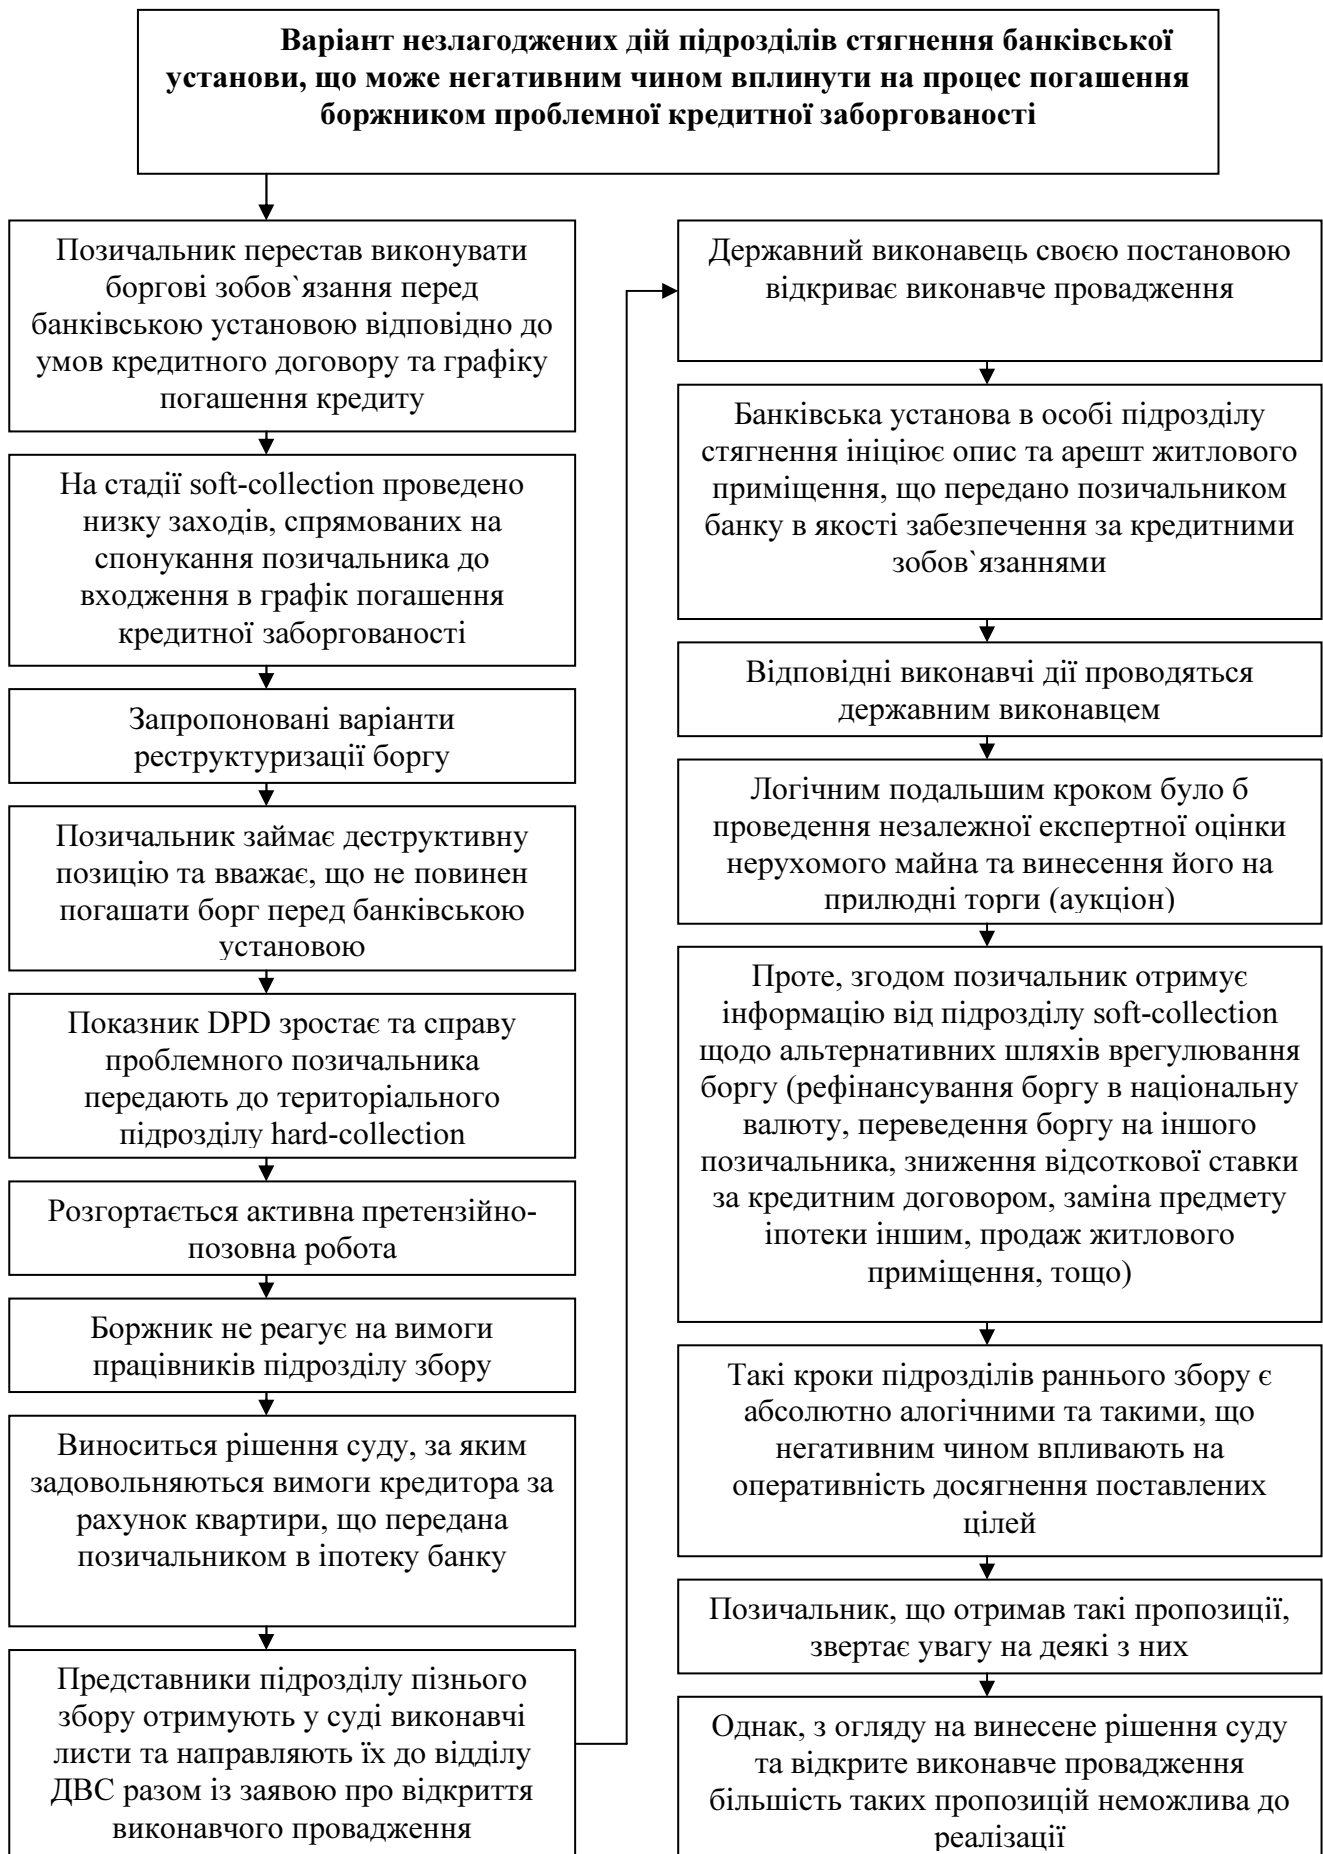 Варіант незлагоджених дій підрозділів стягнення банківської
установи, що може негативним чином вплинути на процес погашення
боржником проблемної кредитної заборгованості
Позичальник перестав виконувати
боргові зобов`язання перед
банківською установою відповідно до
умов кредитного договору та графіку
погашення кредиту
На стадії soft-collection проведено
низку заходів, спрямованих на
спонукання позичальника до
входження в графік погашення
кредитної заборгованості
Запропоновані варіанти
реструктуризації боргу
Позичальник займає деструктивну
позицію та вважає, що не повинен
погашати борг перед банківською
установою
Показник DPD зростає та справу
проблемного позичальника
передають до територіального
підрозділу hard-collection
Розгортається активна претензійно-
позовна робота
Боржник не реагує на вимоги
працівників підрозділу збору
Виноситься рішення суду, за яким
задовольняються вимоги кредитора за
рахунок квартири, що передана
позичальником в іпотеку банку
Представники підрозділу пізнього
збору отримують у суді виконавчі
листи та направляють їх до відділу
ДВС разом із заявою про відкриття
виконавчого провадження
Державний виконавець своєю постановою
відкриває виконавче провадження
Банківська установа в особі підрозділу
стягнення ініціює опис та арешт житлового
приміщення, що передано позичальником
банку в якості забезпечення за кредитними
зобов`язаннями
Відповідні виконавчі дії проводяться
державним виконавцем
Логічним подальшим кроком було б
проведення незалежної експертної оцінки
нерухомого майна та винесення його на
прилюдні торги (аукціон)
Проте, згодом позичальник отримує
інформацію від підрозділу soft-collection
щодо альтернативних шляхів врегулювання
боргу (рефінансування боргу в національну
валюту, переведення боргу на іншого
позичальника, зниження відсоткової ставки
за кредитним договором, заміна предмету
іпотеки іншим, продаж житлового
приміщення, тощо)
Такі кроки підрозділів раннього збору є
абсолютно алогічними та такими, що
негативним чином впливають на
оперативність досягнення поставлених
цілей
Позичальник, що отримав такі пропозиції,
звертає увагу на деякі з них
Однак, з огляду на винесене рішення суду
та відкрите виконавче провадження
більшість таких пропозицій неможлива до
реалізації